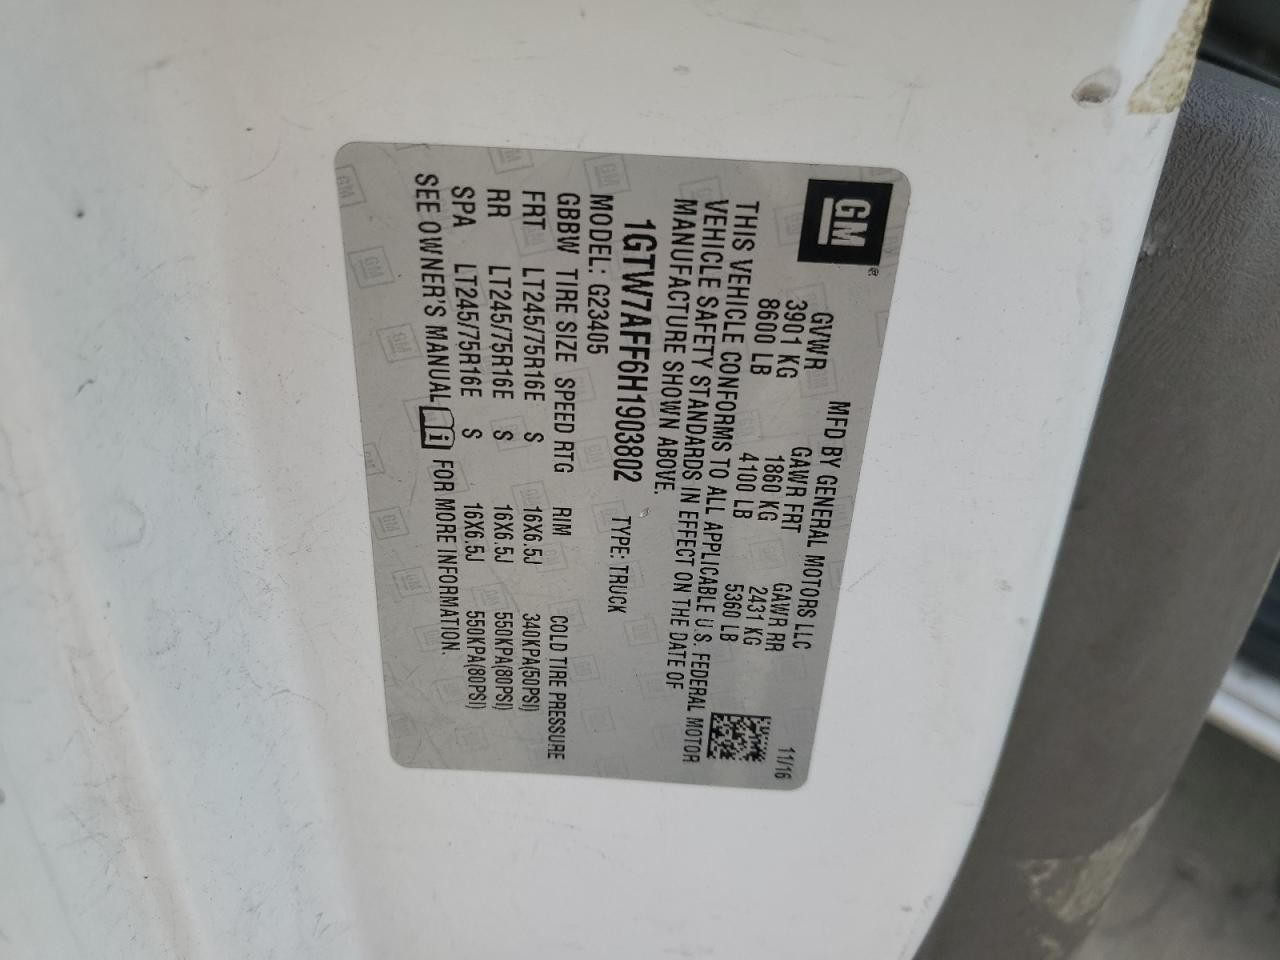 GM
MFD BY GENERAL MOTORS LLC 11/16
GVWR GAWR FRT GAWR RR
3901 KG 1860 KG 2431 KG
8600 LB 4100 LB 5360 LB
THIS VEHICLE CONFORMS TO ALL APPLICABLE U.S. FEDERAL MOTOR
VEHICLE SAFETY STANDARDS IN EFFECT ON THE DATE OF
MANUFACTURE SHOWN ABOVE.
1GTW7AFF6H1903802 TYPE: TRUCK
MODEL: G23405
GBBW TIRE SIZE SPEED RTG RIM COLD TIRE PRESSURE
FRT LT245/75R16E S 16X6.5J 340KPA(50PSI)
RR LT245/75R16E S 16X6.5J 550KPA(80PSI)
SPA LT245/75R16E S 16X6.5J 550KPA(80PSI)
SEE OWNER'S MANUAL i FOR MORE INFORMATION.